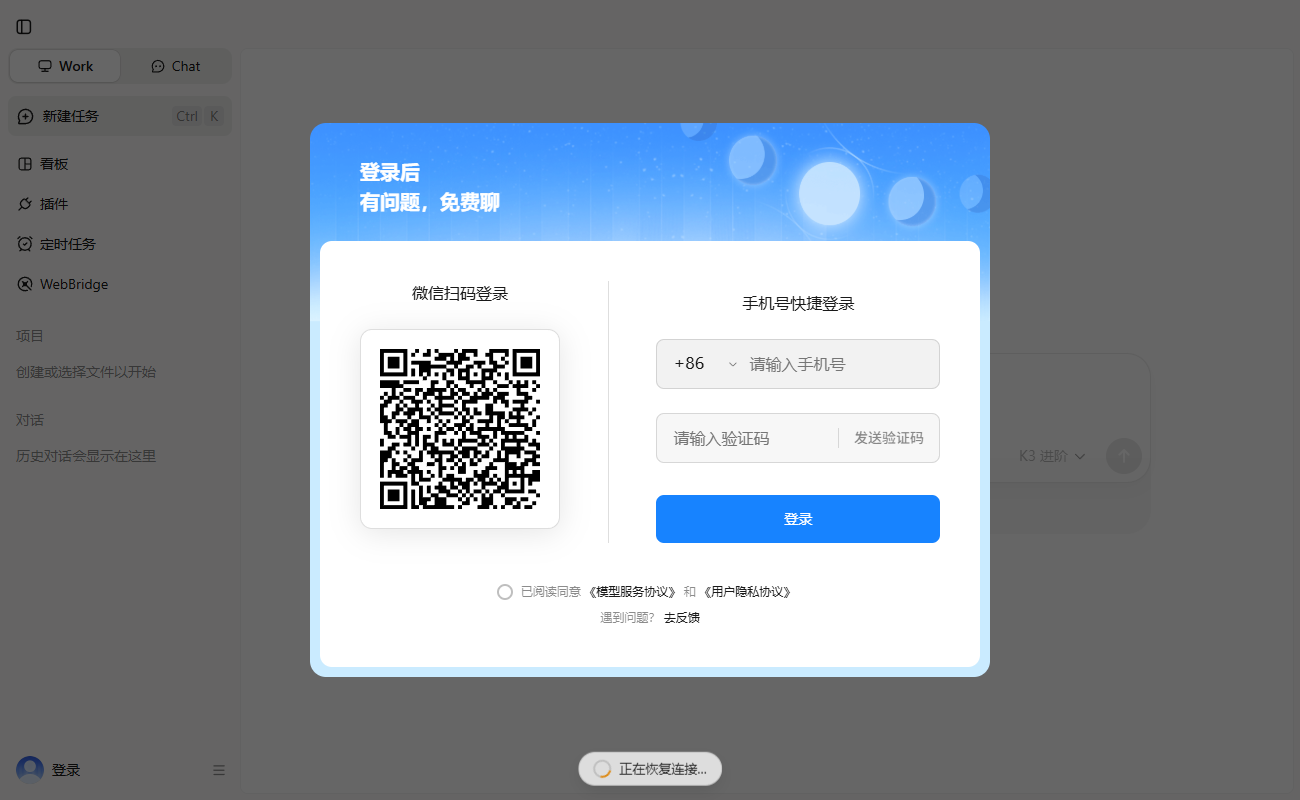 Work
Chat
新建任务
Ctrl K
看板
插件
定时任务
WebBridge
项目
创建或选择文件以开始
对话
历史对话会显示在这里
登录
登录后
有问题，免费聊
微信扫码登录
手机号快捷登录
+86
请输入手机号
请输入验证码
发送验证码
登录
已阅读同意《模型服务协议》和《用户隐私协议》
遇到问题？去反馈
K3 进阶
正在恢复连接...